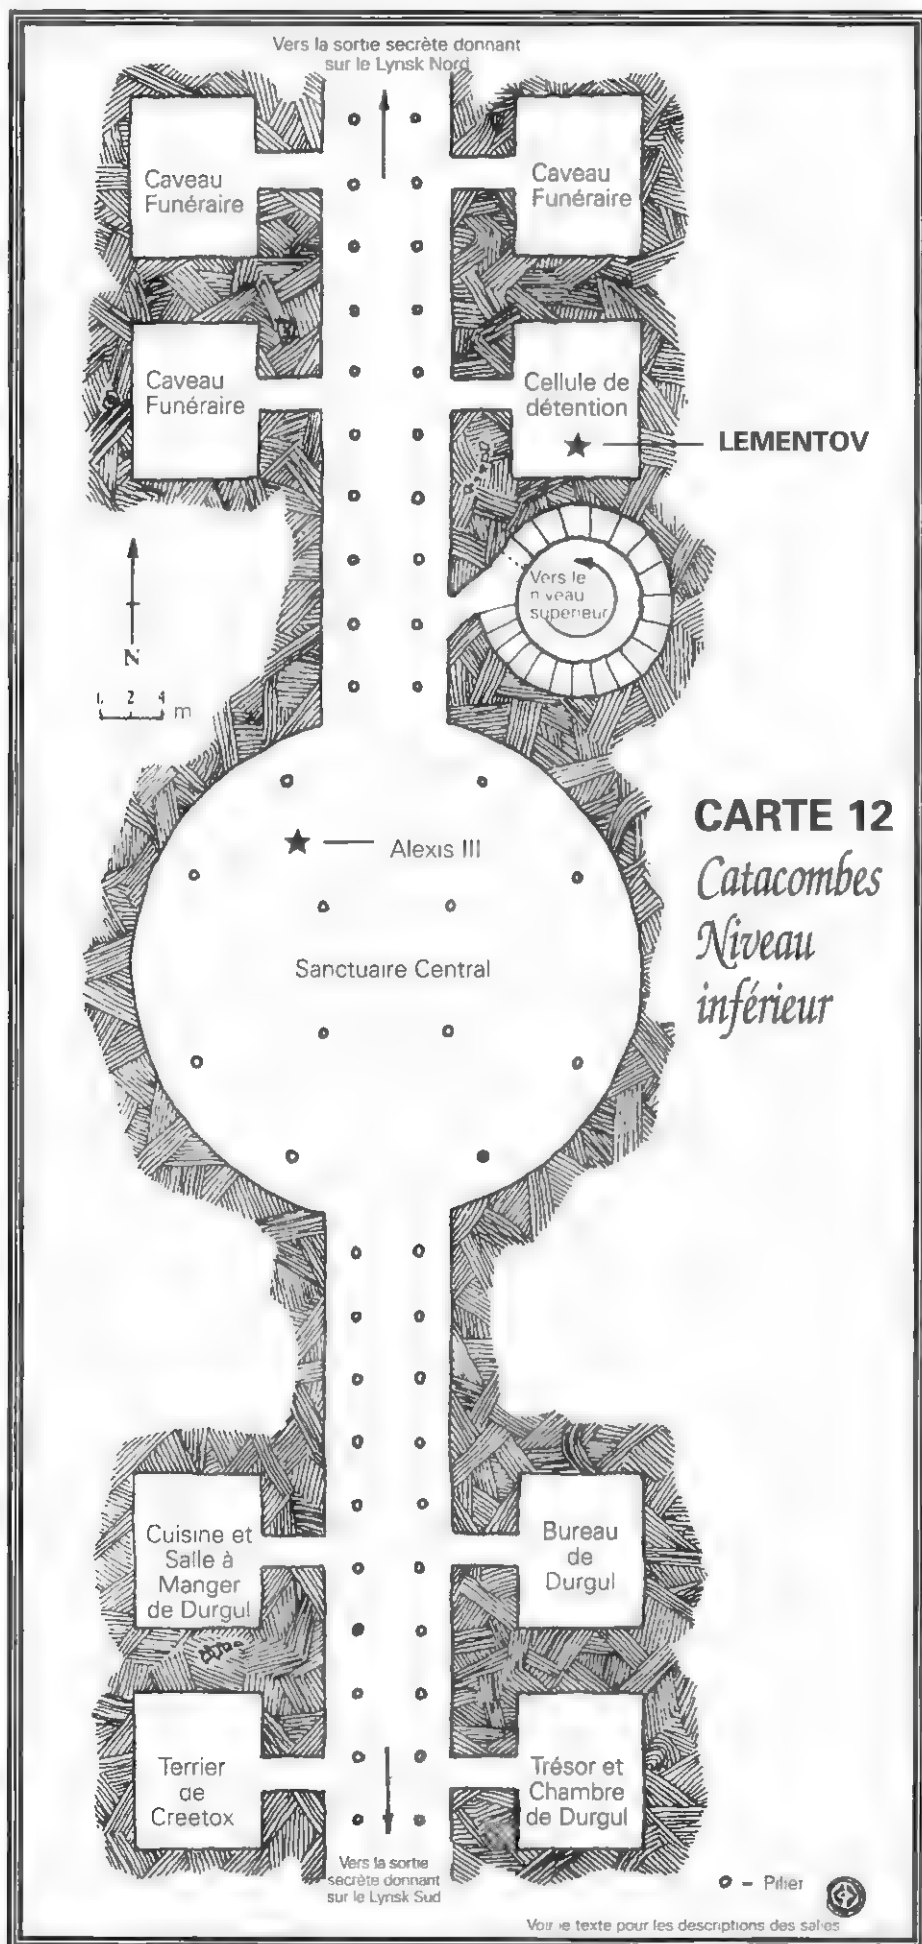 Vers la sortie secrète donnant
sur le Lynsk Nord
Caveau
Funéraire
Caveau
Funéraire
Caveau
Funéraire
Cellule de
détention
LEMENTOV
Vers le
niveau
supérieur
N
2 4
m
Alexis III
CARTE 12
Catacombes
Niveau
inférieur
Sanctuaire Central
Cuisine et
Salle à
Manger
de Durgul
Bureau
de
Durgul
Terrier
de
Creetox
Trésor et
Chambre
de Durgul
Vers la sortie
secrète donnant
sur le Lynsk Sud
– Pilier
Voir le texte pour les descriptions des salles